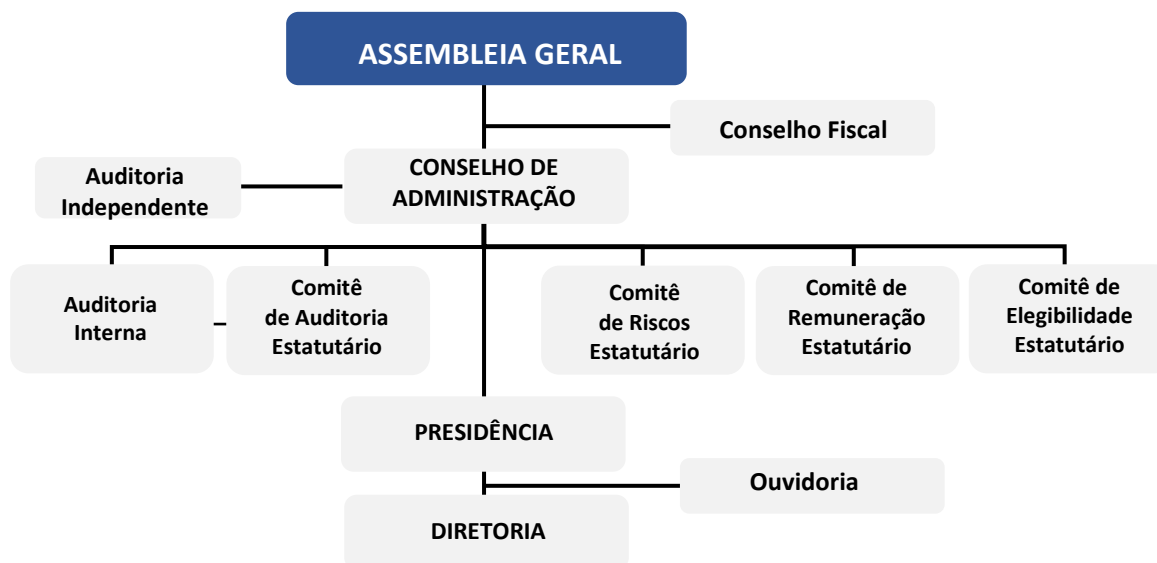 ASSEMBLEIA GERAL
Conselho Fiscal
CONSELHO DE
ADMINISTRAÇÃO
Auditoria
Independente
Auditoria
Interna
Comitê
de Auditoria
Estatutário
Comitê
de Riscos
Estatutário
Comitê de
Remuneração
Estatutário
Comitê de
Elegibilidade
Estatutário
PRESIDÊNCIA
Ouvidoria
DIRETORIA